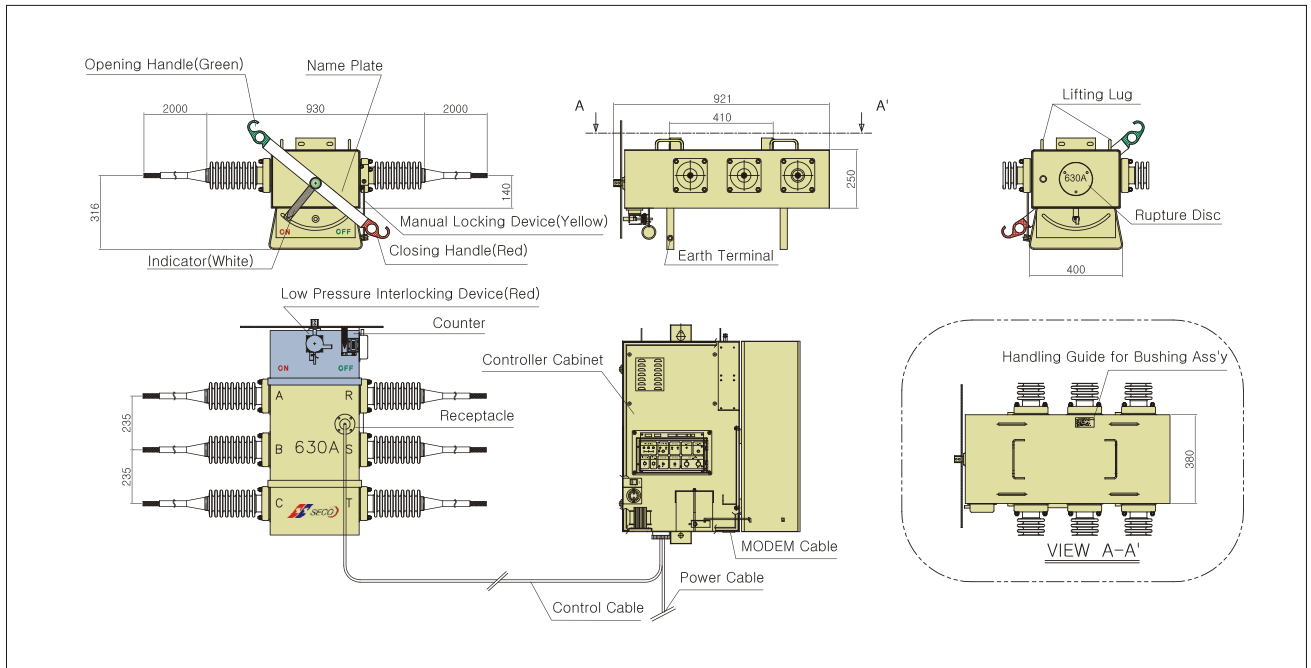 Opening Handle(Green)
Name Plate
2000
930
2000
316
140
ON
OFF
Manual Locking Device(Yellow)
Closing Handle(Red)
Indicator(White)
A
A'
921
410
250
Earth Terminal
Lifting Lug
630A
Rupture Disc
400
Low Pressure Interlocking Device(Red)
Counter
ON
OFF
A
R
Receptacle
235
B
630A
S
235
C
SECO
T
Controller Cabinet
MODEM Cable
Power Cable
Control Cable
Handling Guide for Bushing Ass'y
380
VIEW A-A'